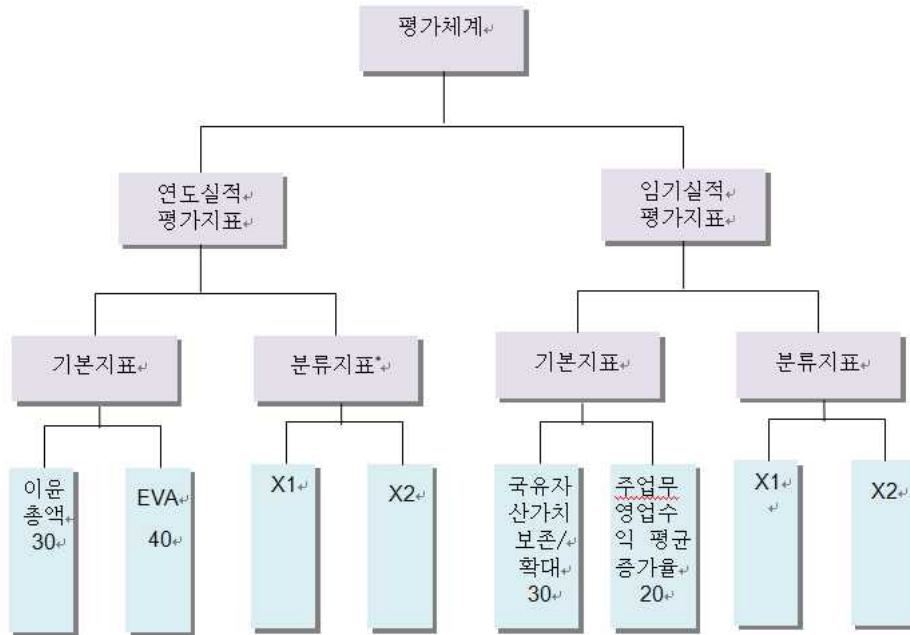 평가체계
연도실적
평가지표
임기실적
평가지표
기본지표
분류지표*
기본지표
분류지표
이윤
총액
30
EVA
40
X1
X2
국유자
산가치
보존/
확대
30
주업무
영업수
익 평균
증가율
20
X1
X2